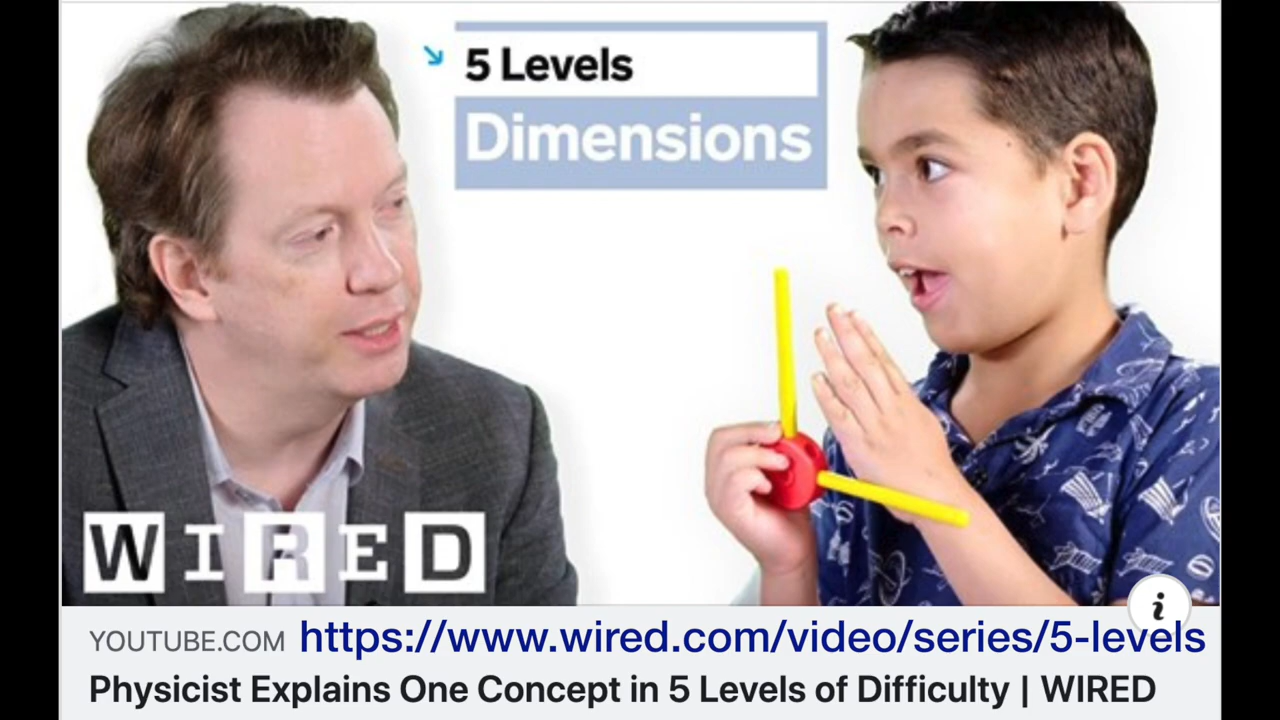 5 Levels
Dimensions
WIRED
i
YOUTUBE.COM https://www.wired.com/video/series/5-levels
Physicist Explains One Concept in 5 Levels of Difficulty | WIRED